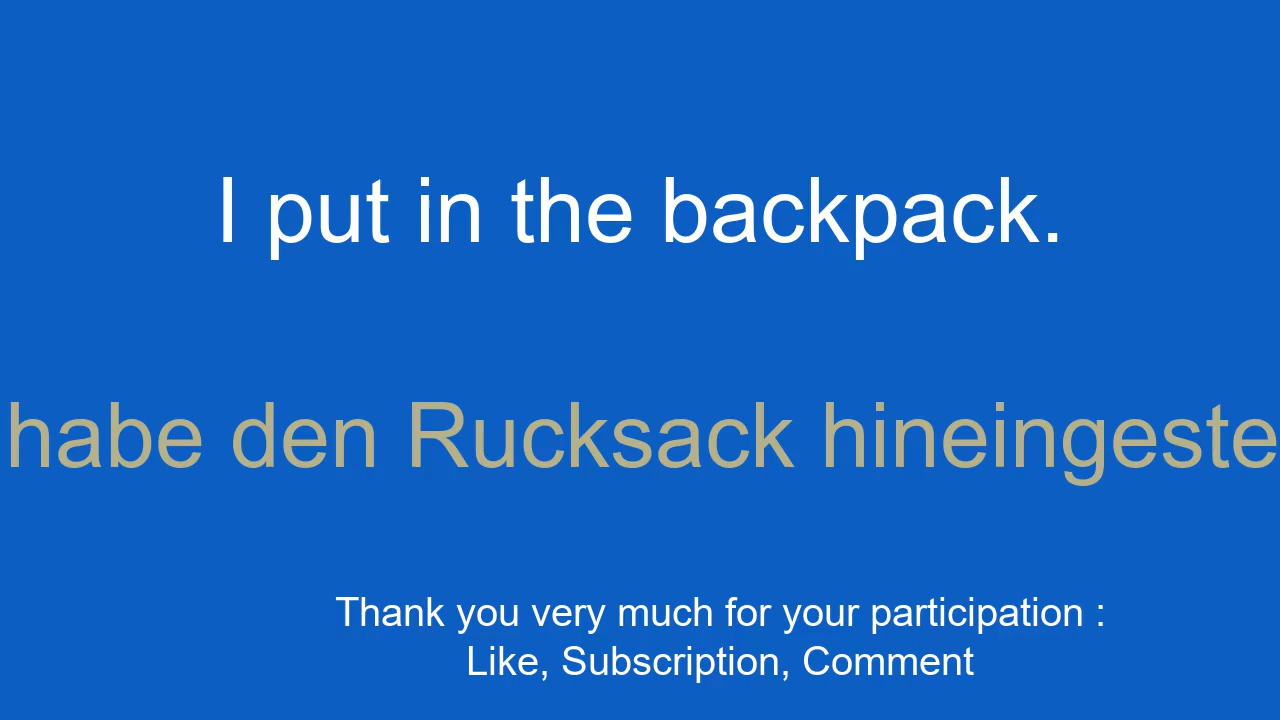 I put in the backpack.
habe den Rucksack hineingeste
Thank you very much for your participation :
Like, Subscription, Comment